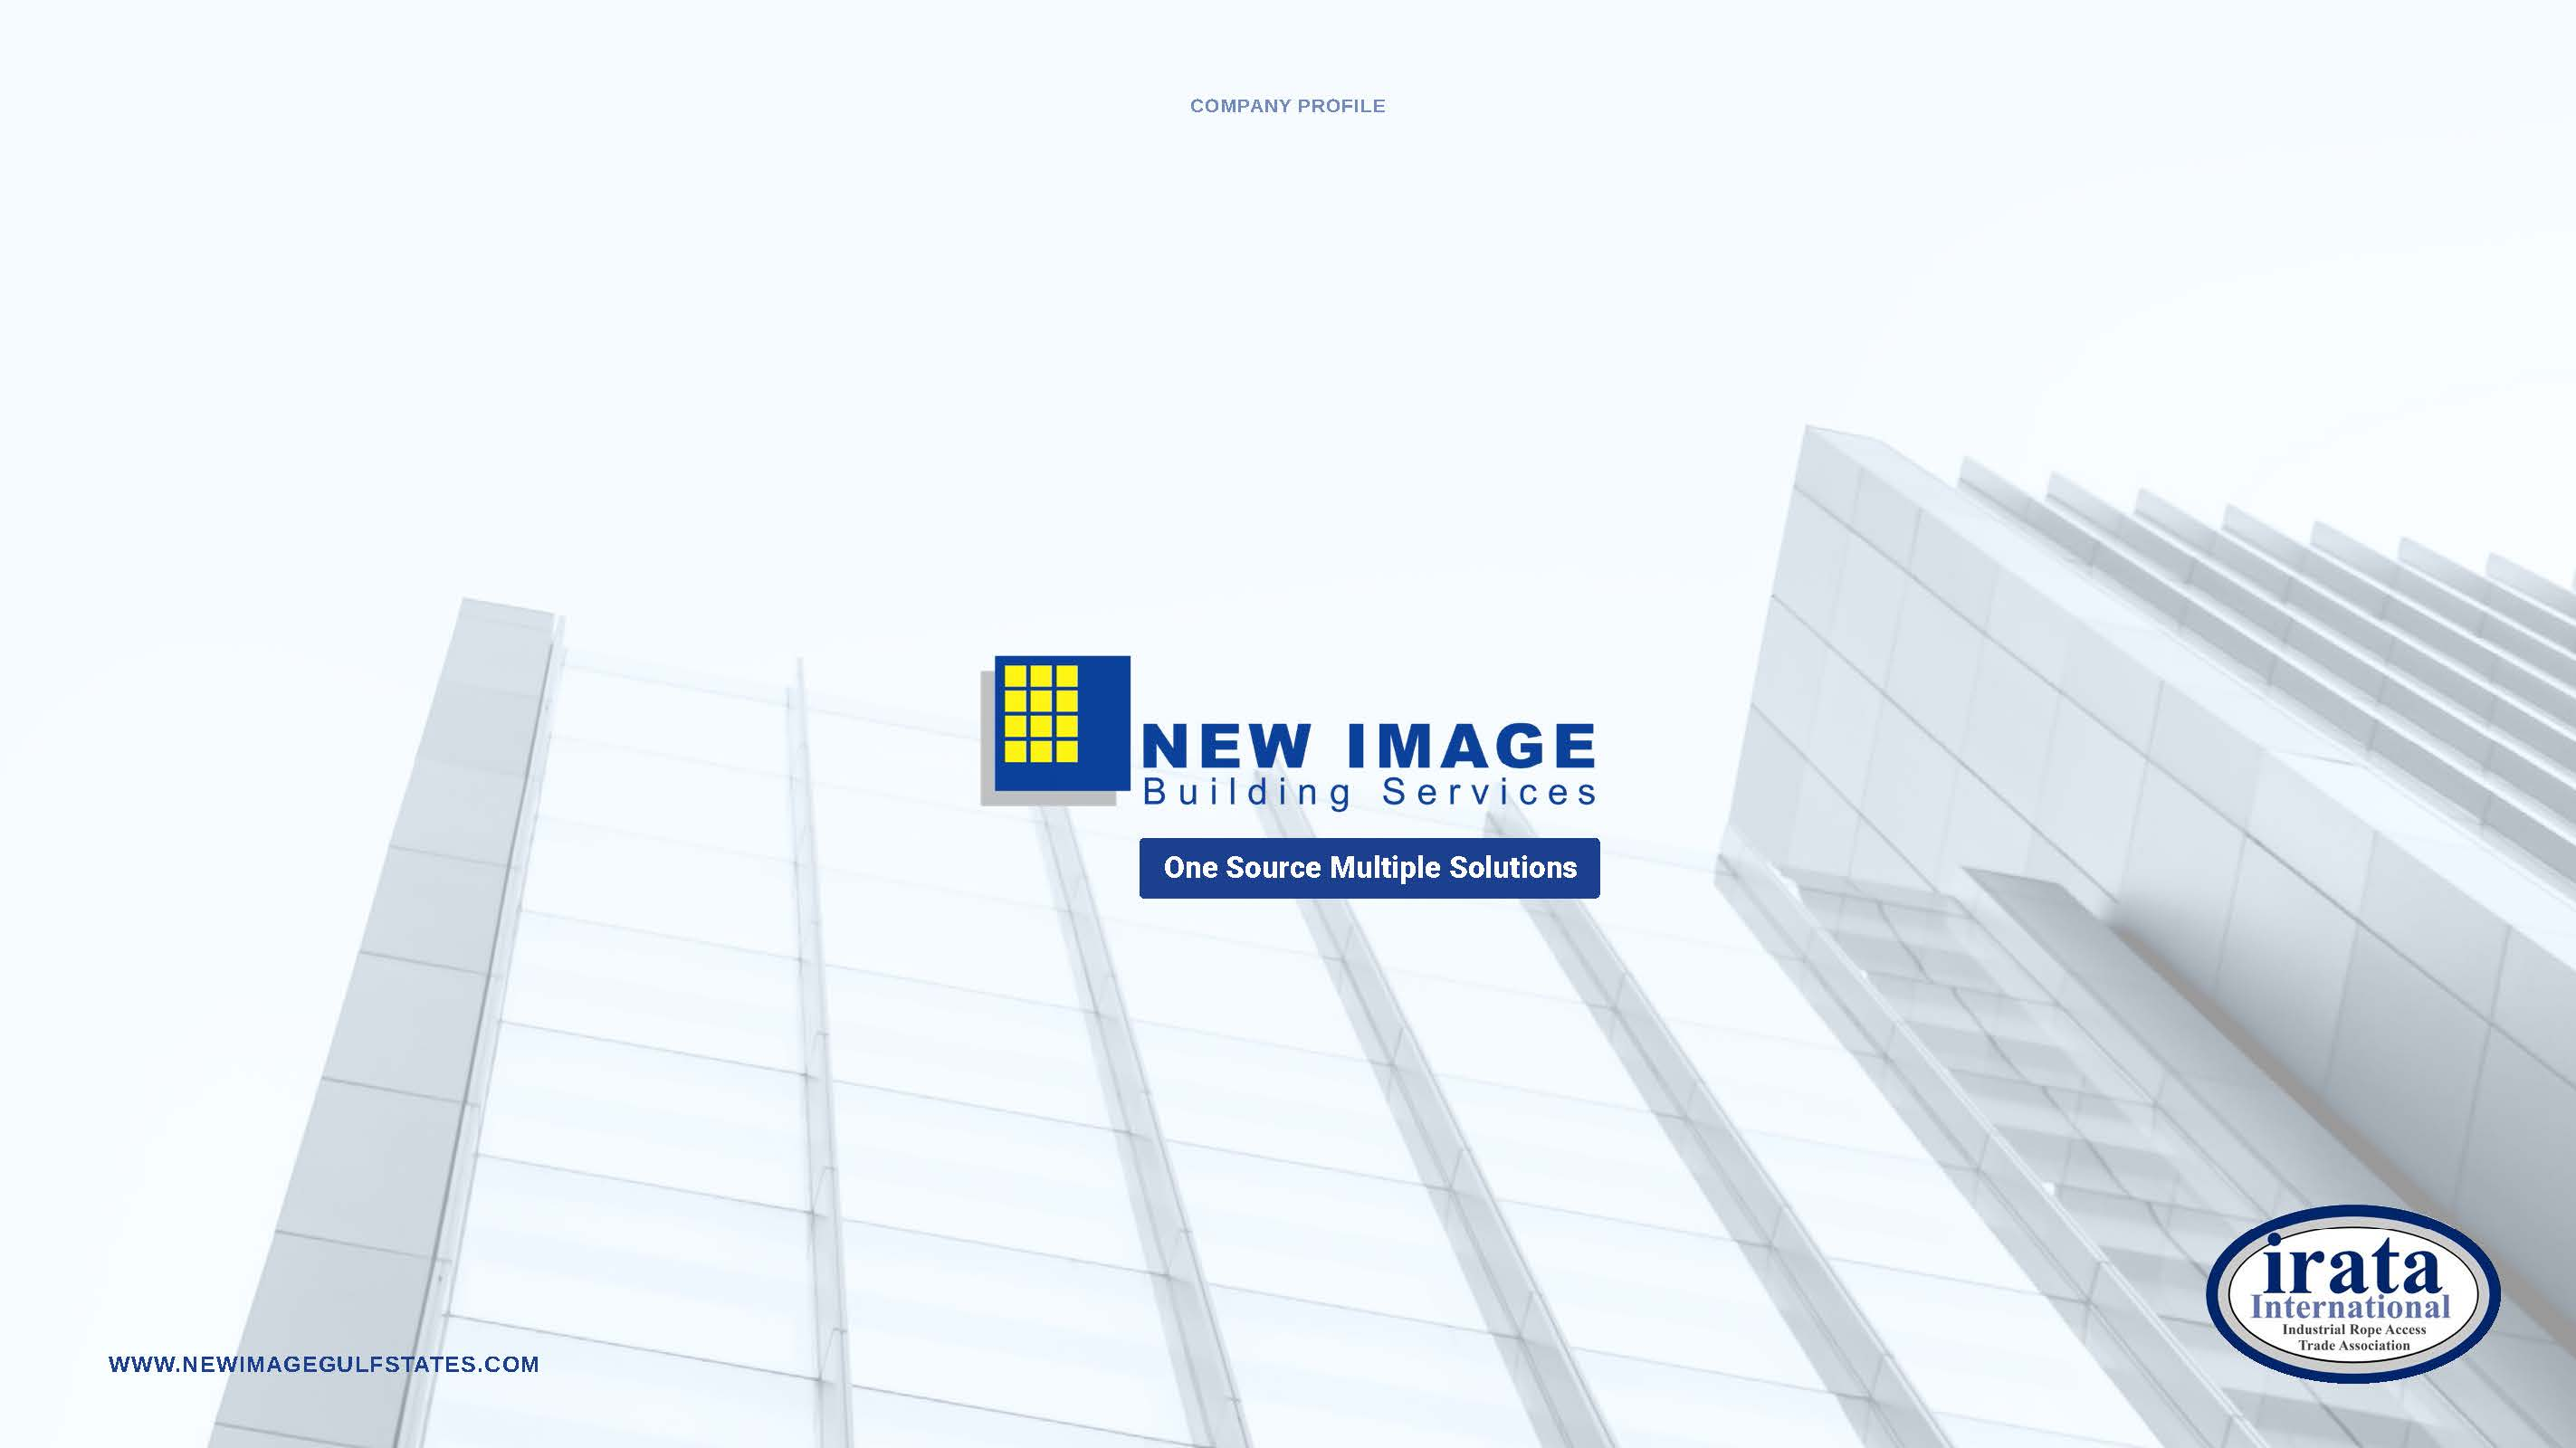 COMPANY PROFILE
NEW IMAGE
Building Services
One Source Multiple Solutions
WWW.NEWIMAGEGULFSTATES.COM
irata
International
Industrial Rope Access
Trade Association